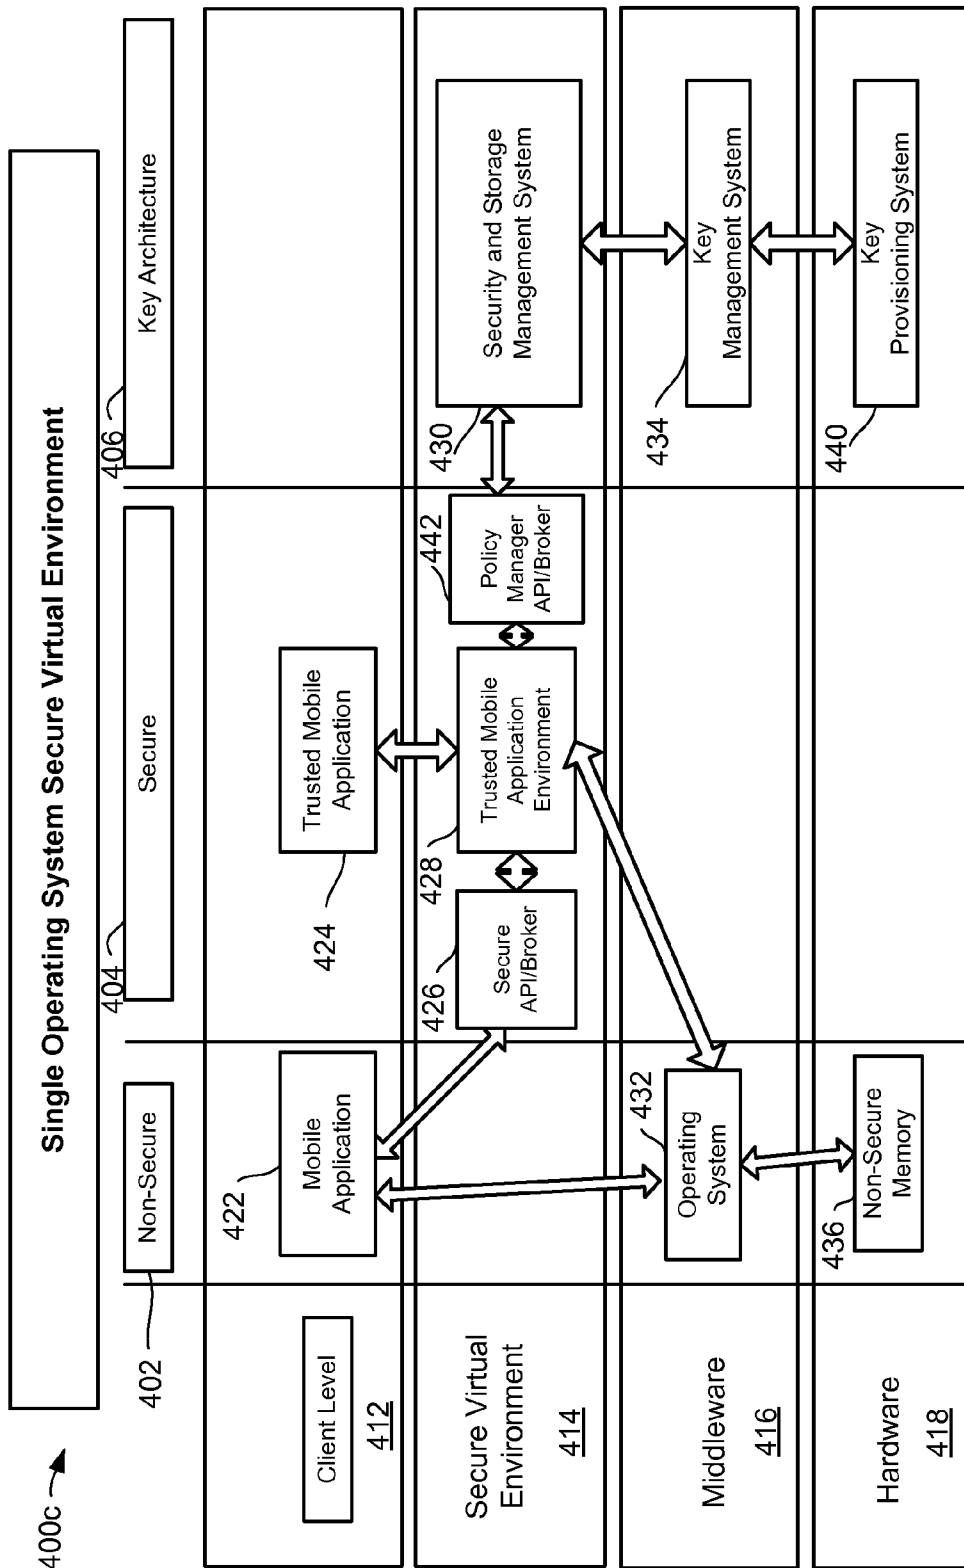 400c
Single Operating System Secure Virtual Environment
402
Non-Secure
404
Secure
406
Key Architecture
Client Level
412
422
Mobile
Application
424
Trusted Mobile
Application
Secure Virtual
Environment
414
426
Secure
API/Broker
428
Trusted Mobile
Application
Environment
442
Policy
Manager
API/Broker
430
Security and Storage
Management System
Middleware
416
432
Operating
System
434
Key
Management System
Hardware
418
436
Non-Secure
Memory
440
Key
Provisioning System